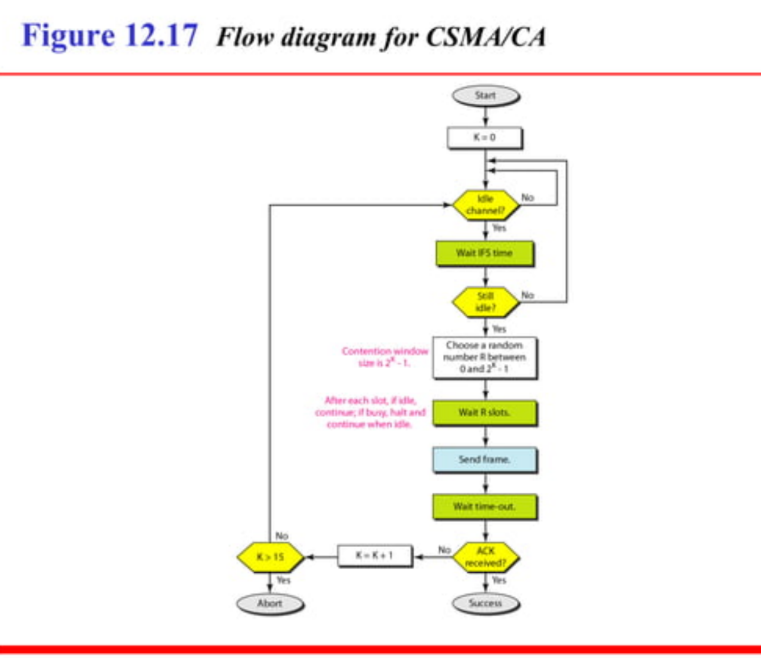 Figure 12.17 Flow diagram for CSMA/CA
Start
K = 0
Idle
channel?
No
Yes
Wait IFS time
Still
idle?
No
Yes
Contention window
size is 2^K - 1.
Choose a random
number R between
0 and 2^K - 1
After each slot, if idle,
continue; if busy, halt and
continue when idle.
Wait R slots.
Send frame.
Wait time-out.
No
K > 15
K = K + 1
No
ACK
received?
Yes
Yes
Abort
Success